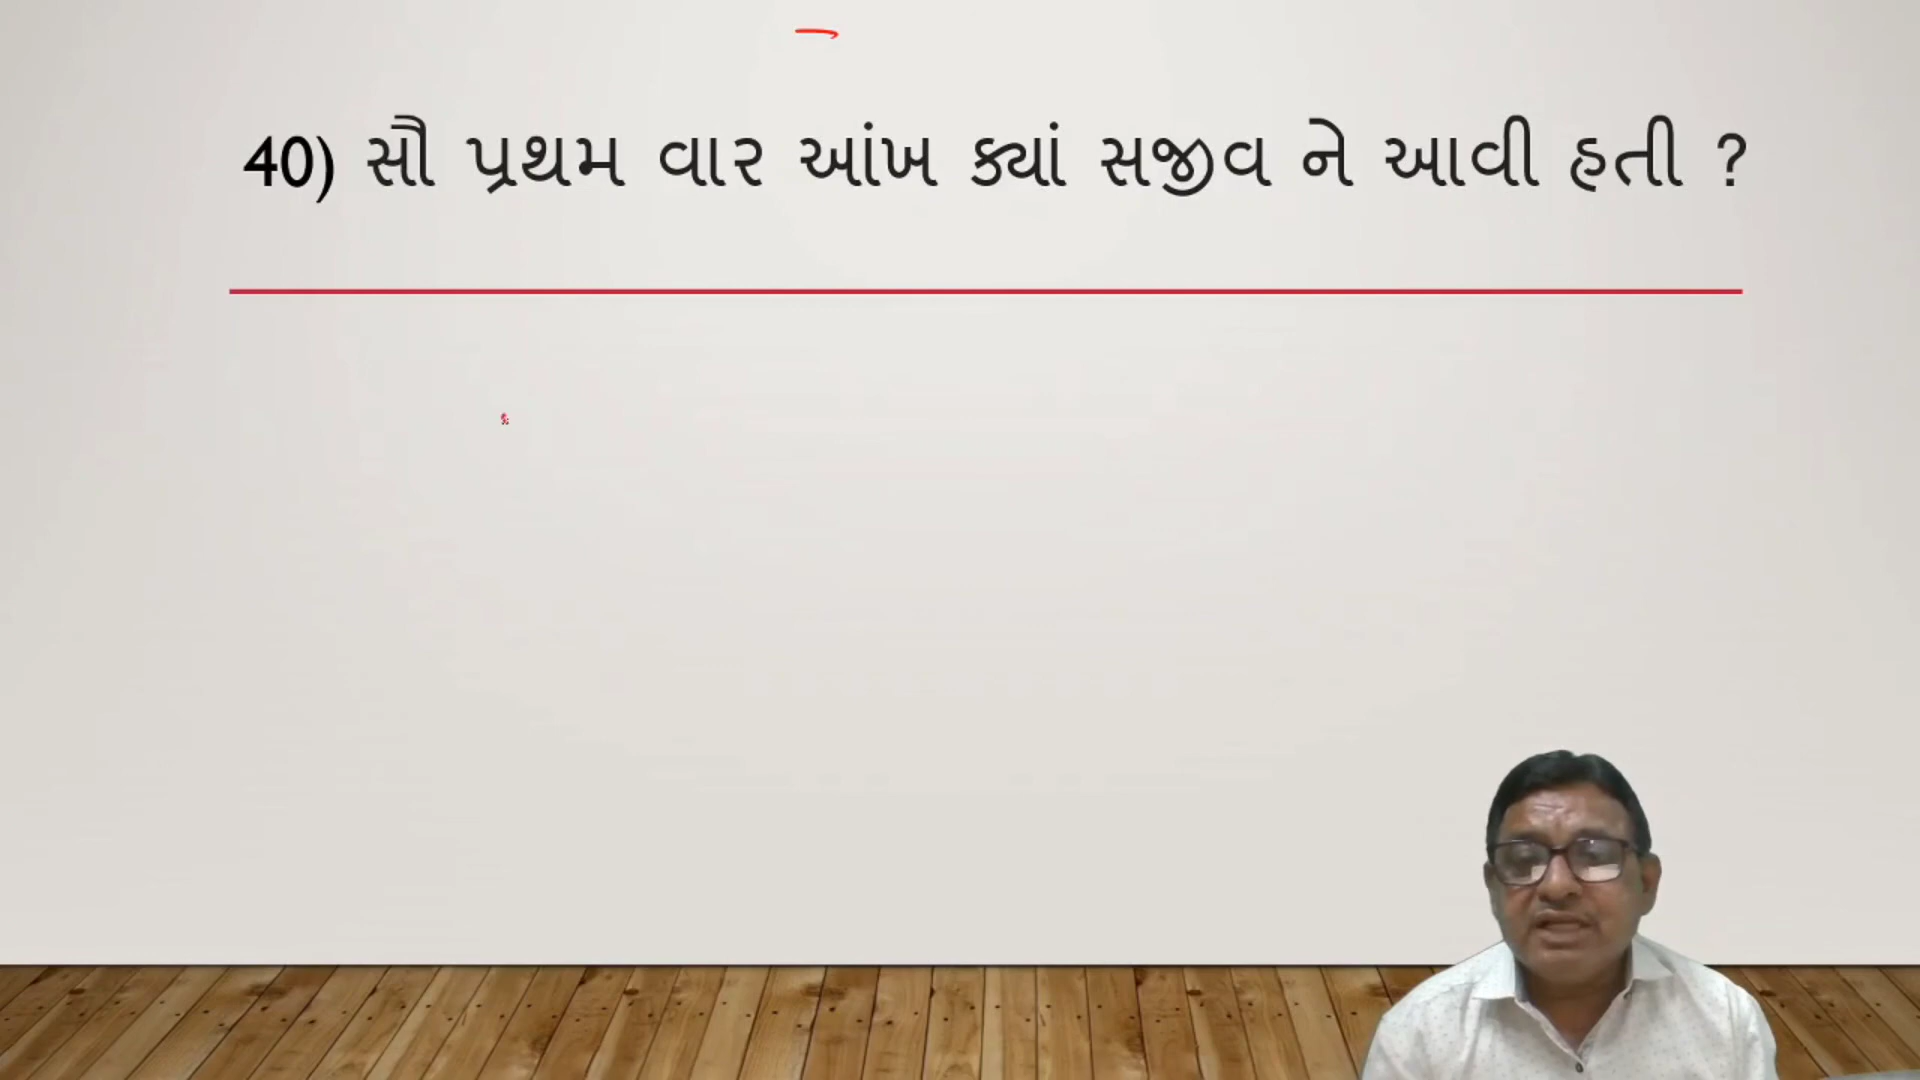 40) સૌ પ્રથમ વાર આંખ ક્યાં સજીવ ને આવી હતી ?